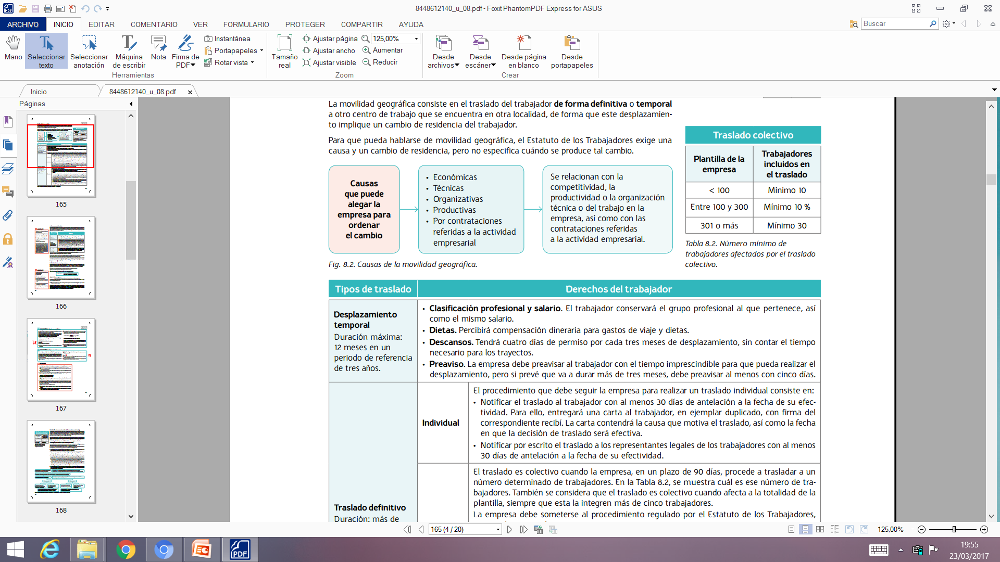 8448612140_u_08.pdf - Foxit PhantomPDF Express for ASUS
ARCHIVO INICIO EDITAR COMENTARIO VER FORMULARIO PROTEGER COMPARTIR AYUDA
Buscar
Mano
Seleccionar texto
Seleccionar anotación
Máquina de escribir
Nota
Firma de PDF
Instantánea
Portapapeles
Rotar vista
Herramientas
Tamaño real
Ajustar página
Ajustar ancho
Ajustar visible
125,00%
Aumentar
Reducir
Zoom
Desde archivos
Desde escáner
Desde página en blanco
Desde portapapeles
Crear
Inicio
8448612140_u_08.pdf
Páginas
165
166
167
168
La movilidad geográfica consiste en el traslado del trabajador de forma definitiva o temporal
a otro centro de trabajo que se encuentra en otra localidad, de forma que este desplazamien-
to implique un cambio de residencia del trabajador.
Para que pueda hablarse de movilidad geográfica, el Estatuto de los Trabajadores exige una
causa y un cambio de residencia, pero no especifica cuándo se produce tal cambio.
Causas
que puede
alegar la
empresa para
ordenar
el cambio
• Económicas
• Técnicas
• Organizativas
• Productivas
• Por contrataciones
referidas a la actividad
empresarial
Se relacionan con la
competitividad, la
productividad o la organización
técnica o del trabajo en la
empresa, así como con las
contrataciones referidas
a la actividad empresarial.
Fig. 8.2. Causas de la movilidad geográfica.
Traslado colectivo
Plantilla de la
empresa
Trabajadores
incluidos en
el traslado
< 100 Mínimo 10
Entre 100 y 300 Mínimo 10 %
301 o más Mínimo 30
Tabla 8.2. Número mínimo de
trabajadores afectados por el traslado
colectivo.
Tipos de traslado Derechos del trabajador
Desplazamiento
temporal
Duración máxima:
12 meses en un
periodo de referencia
de tres años.
• Clasificación profesional y salario. El trabajador conservará el grupo profesional al que pertenece, así
como el mismo salario.
• Dietas. Percibirá compensación dineraria para gastos de viaje y dietas.
• Descansos. Tendrá cuatro días de permiso por cada tres meses de desplazamiento, sin contar el tiempo
necesario para los trayectos.
• Preaviso. La empresa debe preavisar al trabajador con el tiempo imprescindible para que pueda realizar el
desplazamiento, pero si prevé que va a durar más de tres meses, debe preavisar al menos con cinco días.
Traslado definitivo
Duración: más de
Individual
El procedimiento que debe seguir la empresa para realizar un traslado individual consiste en:
• Notificar el traslado al trabajador con al menos 30 días de antelación a la fecha de su efec-
tividad. Para ello, entregará una carta al trabajador, en ejemplar duplicado, con firma del
correspondiente recibí. La carta contendrá la causa que motiva el traslado, así como la fecha
en que la decisión de traslado será efectiva.
• Notificar por escrito el traslado a los representantes legales de los trabajadores con al menos
30 días de antelación a la fecha de su efectividad.
El traslado es colectivo cuando la empresa, en un plazo de 90 días, procede a trasladar a un
número determinado de trabajadores. En la Tabla 8.2, se muestra cuál es ese número de tra-
bajadores. También se considera que el traslado es colectivo cuando afecta a la totalidad de la
plantilla, siempre que esta la integren más de cinco trabajadores.
La empresa debe someterse al procedimiento regulado por el Estatuto de los Trabajadores,
165 (4 / 20)
125,00%
PDF
19:55
23/03/2017